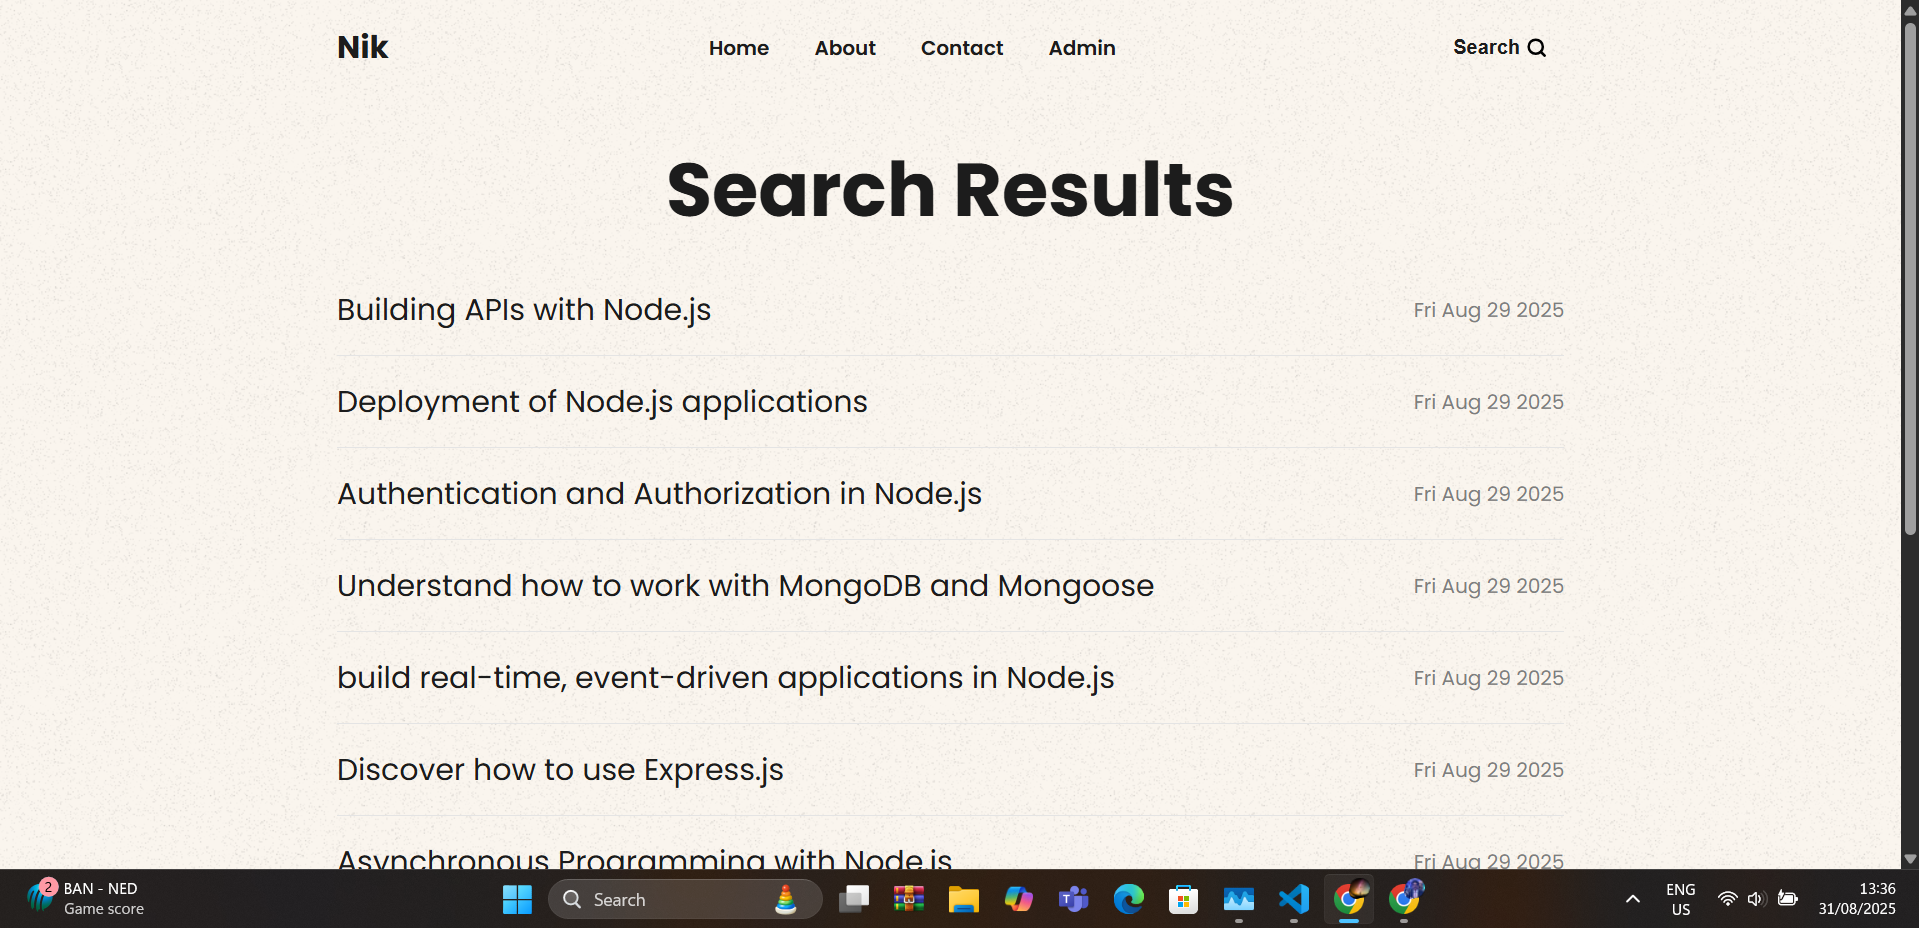 Nik
Home About Contact Admin
Search
Search Results
Building APIs with Node.js Fri Aug 29 2025
Deployment of Node.js applications Fri Aug 29 2025
Authentication and Authorization in Node.js Fri Aug 29 2025
Understand how to work with MongoDB and Mongoose Fri Aug 29 2025
build real-time, event-driven applications in Node.js Fri Aug 29 2025
Discover how to use Express.js Fri Aug 29 2025
Asynchronous Programming with Node.js Fri Aug 29 2025
2
BAN - NED
Game score
Search
ENG
US
13:36
31/08/2025